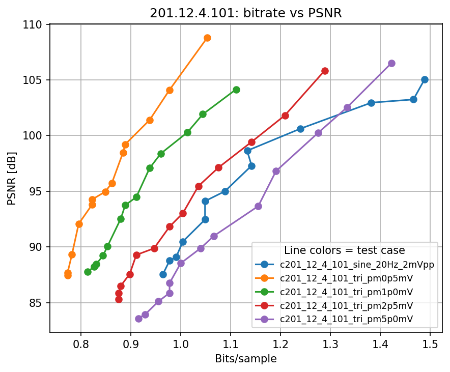 201.12.4.101: bitrate vs PSNR
110
105
100
95
90
85
PSNR [dB]
Line colors = test case
c201_12_4_101_sine_20Hz_2mVpp
c201_12_4_101_tri_pm0p5mV
c201_12_4_101_tri_pm1p0mV
c201_12_4_101_tri_pm2p5mV
c201_12_4_101_tri_pm5p0mV
0.8 0.9 1.0 1.1 1.2 1.3 1.4 1.5
Bits/sample